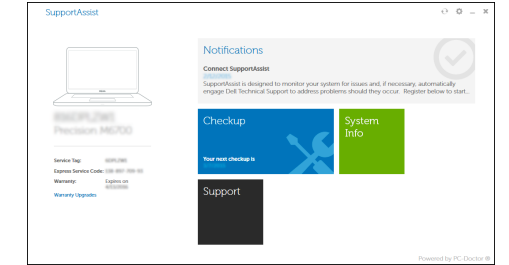 SupportAssist
Notifications
Connect SupportAssist
SupportAssist is designed to monitor your system for issues and, if necessary, automatically
engage Dell Technical Support to address problems should they occur. Register below to start...
Precision M6700
Checkup
System
Info
Your next checkup is
Service Tag:
Express Service Code:
Warranty: Expires on
Warranty Upgrades
Support
Powered by PC-Doctor ®